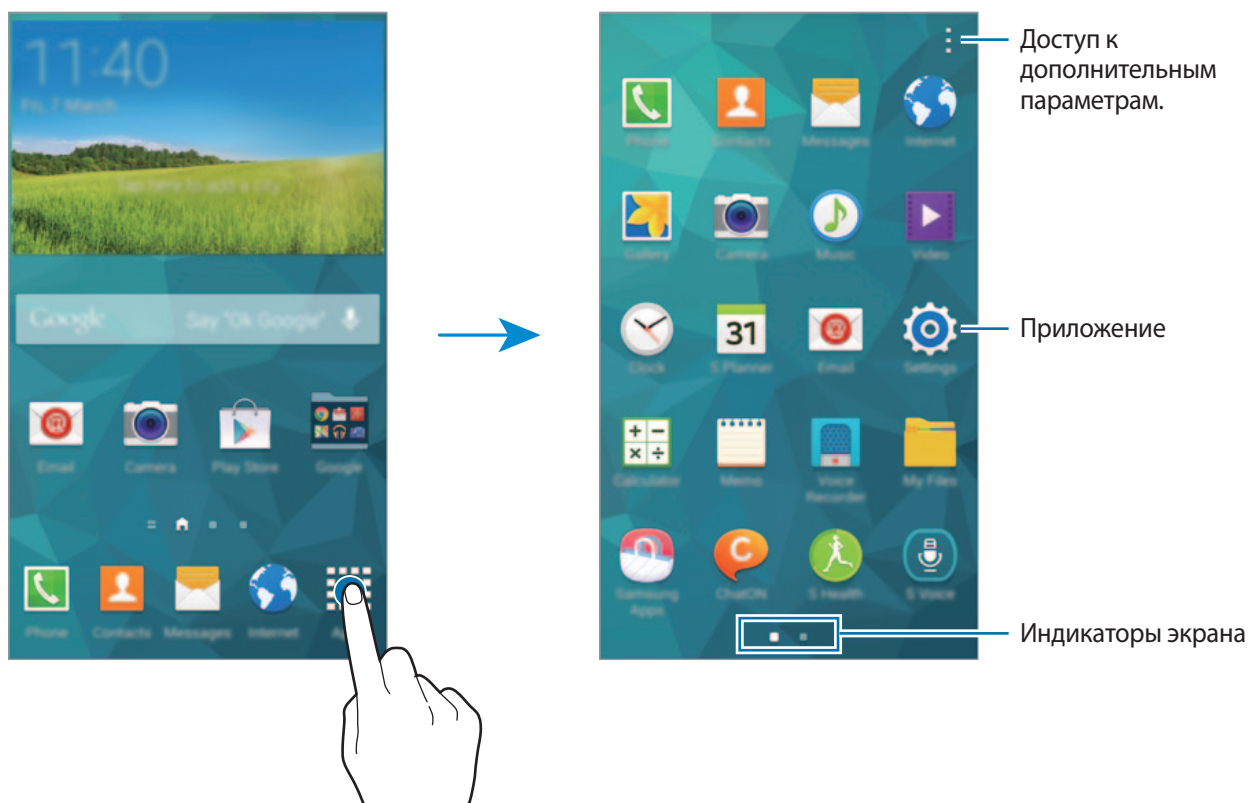 11:40
Fri, 7 March
Tap here to add a city
Google Say "Ok Google"
Email Camera Play Store Google
Phone Contacts Messages Internet
Доступ к
дополнительным
параметрам.
Phone Contacts Messages Internet
Gallery Camera Music Video
31
Приложение
Clock S Planner Email Settings
Calculator Memo Voice
Recorder My Files
C
Samsung
Apps ChatON S Health S Voice
Индикаторы экрана